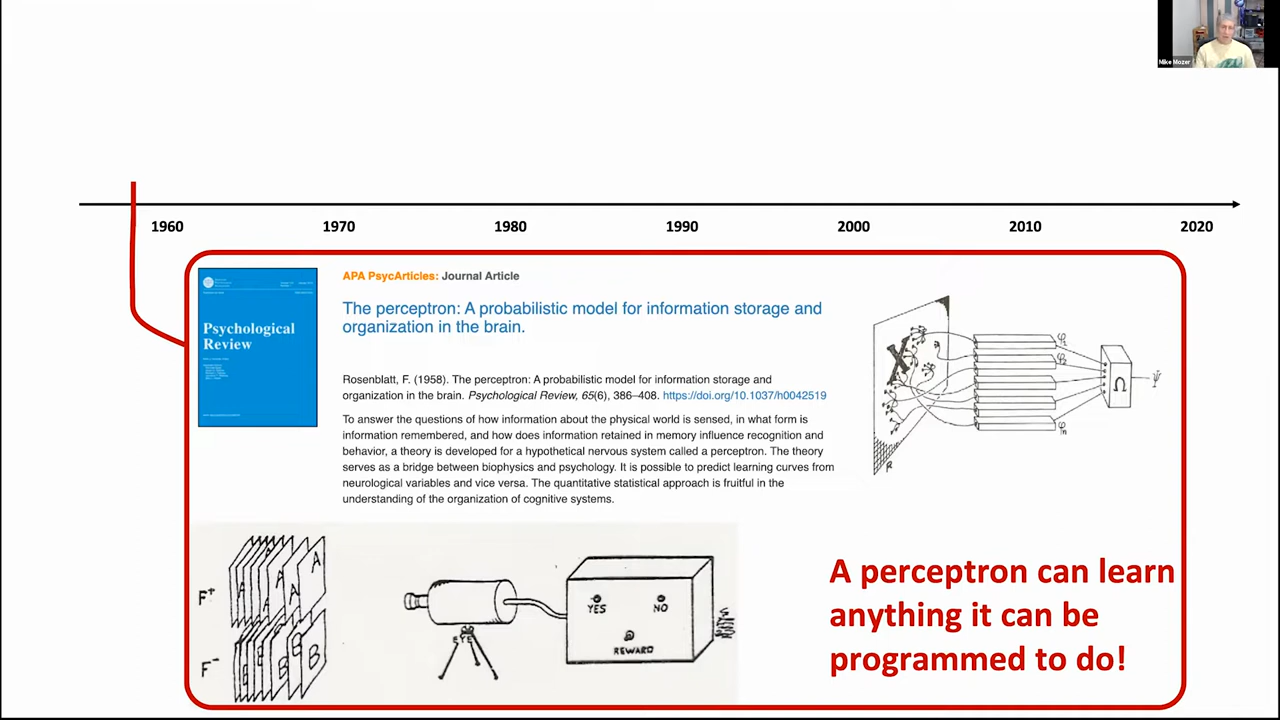 Mike Mozer
1960 1970 1980 1990 2000 2010 2020
Psychological
Review
APA PsycArticles: Journal Article
The perceptron: A probabilistic model for information storage and
organization in the brain.
Rosenblatt, F. (1958). The perceptron: A probabilistic model for information storage and
organization in the brain. Psychological Review, 65(6), 386–408. https://doi.org/10.1037/h0042519
To answer the questions of how information about the physical world is sensed, in what form is
information remembered, and how does information retained in memory influence recognition and
behavior, a theory is developed for a hypothetical nervous system called a perceptron. The theory
serves as a bridge between biophysics and psychology. It is possible to predict learning curves from
neurological variables and vice versa. The quantitative statistical approach is fruitful in the
understanding of the organization of cognitive systems.
φ1
φ2
φn
Ω
Ψ
R
F+
A A A A A
F-
B B B
EYE
YES NO
REWARD
A perceptron can learn
anything it can be
programmed to do!